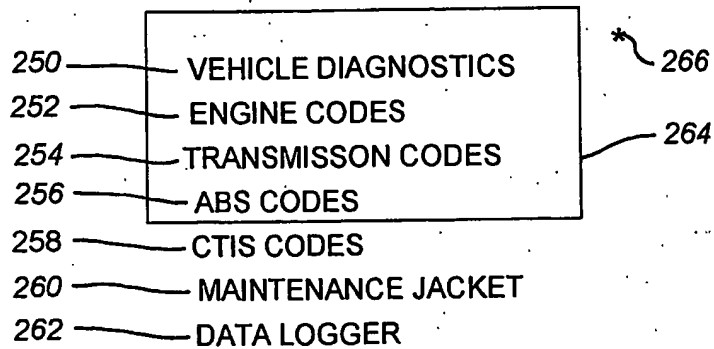 250 VEHICLE DIAGNOSTICS * 266
252 ENGINE CODES
254 TRANSMISSON CODES 264
256 ABS CODES
258 CTIS CODES
260 MAINTENANCE JACKET
262 DATA LOGGER